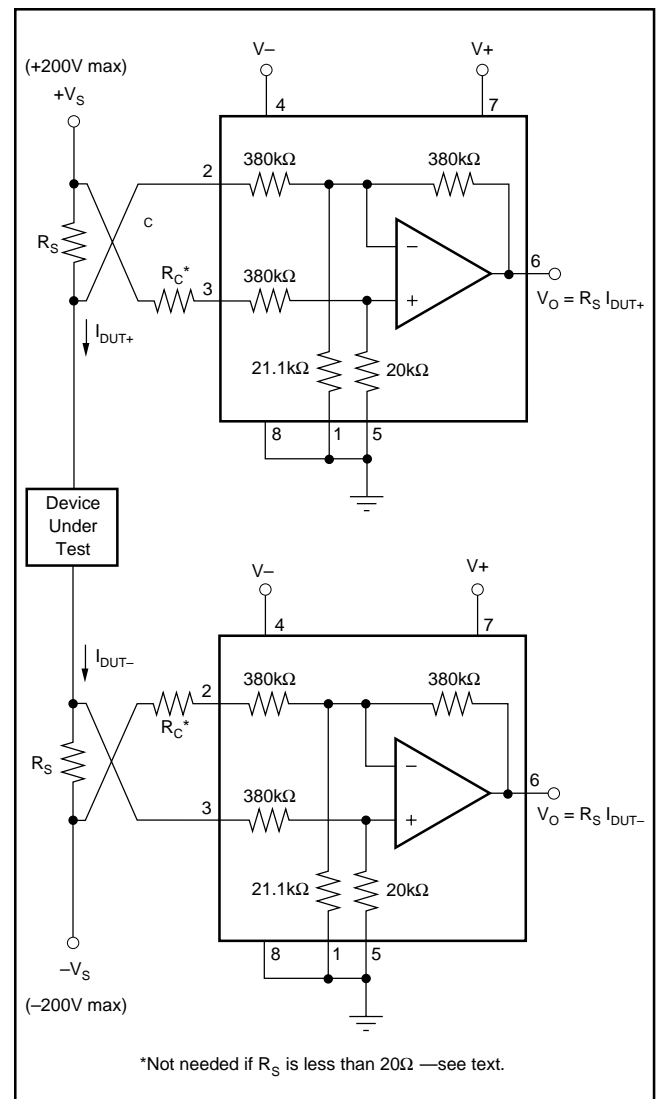 V– V+
(+200V max)
+V_S
4 7
2 380kΩ 380kΩ
C
R_S
R_C* 3 380kΩ
– 6
+
V_O = R_S I_DUT+
I_DUT+
21.1kΩ 20kΩ
8 1 5
Device
Under
Test
V– V+
4 7
I_DUT–
2 380kΩ 380kΩ
R_C*
R_S
3 380kΩ
– 6
+
V_O = R_S I_DUT–
21.1kΩ 20kΩ
8 1 5
–V_S
(–200V max)
*Not needed if R_S is less than 20Ω —see text.